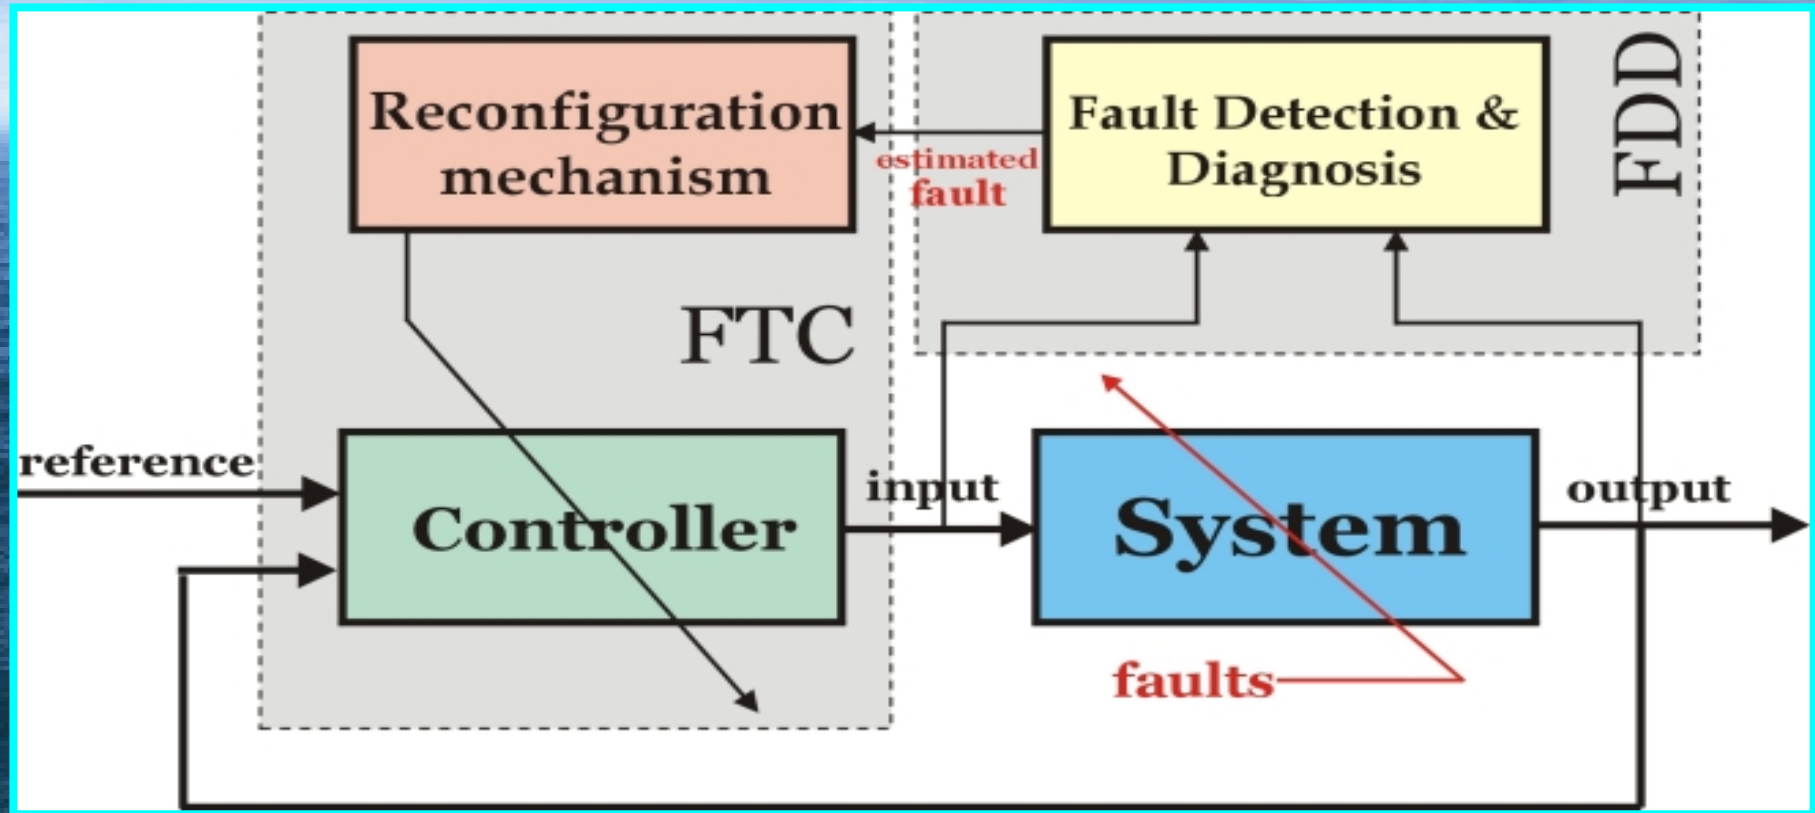 Reconfiguration
mechanism
estimated
fault
Fault Detection &
Diagnosis
FDD
FTC
reference
Controller
input
System
output
faults